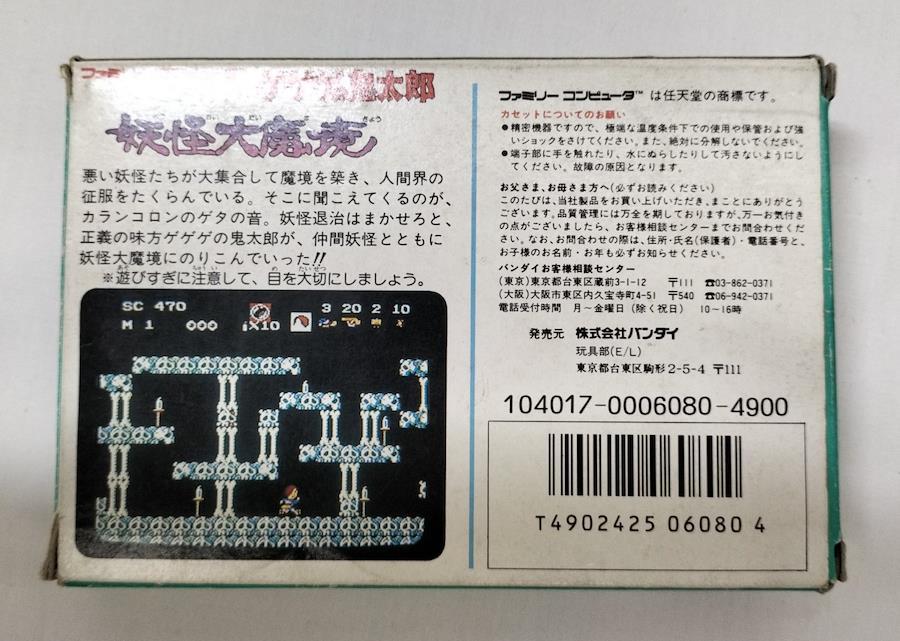 ファミ
ゲゲゲの鬼太郎
妖怪大魔境
悪い妖怪たちが大集合して魔境を築き、人間界の
征服をたくらんでいる。そこに聞こえてくるのが、
カランコロンのゲタの音。妖怪退治はまかせろと、
正義の味方ゲゲゲの鬼太郎が、仲間妖怪とともに
妖怪大魔境にのりこんでいった!!
※遊びすぎに注意して、目を大切にしましょう。
SC 470
3 20 2 10
M 1 000 X10
ファミリー コンピュータ™ は任天堂の商標です。
カセットについてのお願い
●精密機器ですので、極端な温度条件下での使用や保管および強
いショックをさけてください。また、絶対に分解しないでください。
●端子部に手を触れたり、水にぬらしたりして汚さないようにし
てください。故障の原因となります。
お父さま、お母さま方へ(必ずお読みください)
このたびは、当社製品をお買い上げいただき、まことにありがとう
ございます。品質管理には万全を期しておりますが、万一お気付き
の点がございましたら、お客様相談センターまでお問合わせくださ
い。なお、お問合わせの際は、住所・氏名(保護者)・電話番号と、
お子様のお名前・お年も必ずお知らせください。
バンダイお客様相談センター
(東京)東京都台東区蔵前3-1-12 〒111 ☎03-862-0371
(大阪)大阪市東区内久宝寺町4-51 〒540 ☎06-942-0371
電話受付時間 月～金曜日 (除く祝日) 10～16時
発売元 株式会社バンダイ
玩具部(E/L)
東京都台東区駒形2-5-4 〒111
104017-0006080-4900
T4902425 06080 4